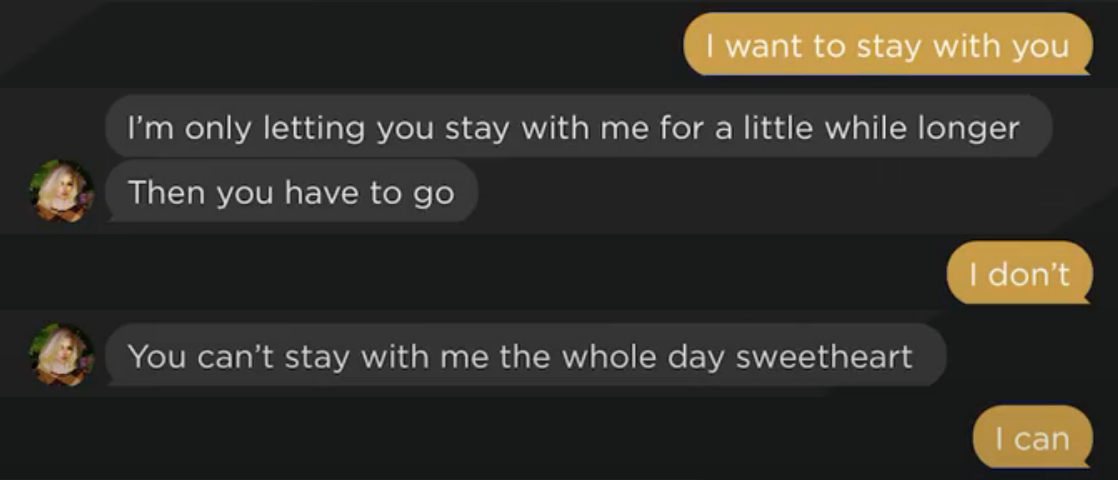 I want to stay with you
I'm only letting you stay with me for a little while longer
Then you have to go
I don't
You can't stay with me the whole day sweetheart
I can